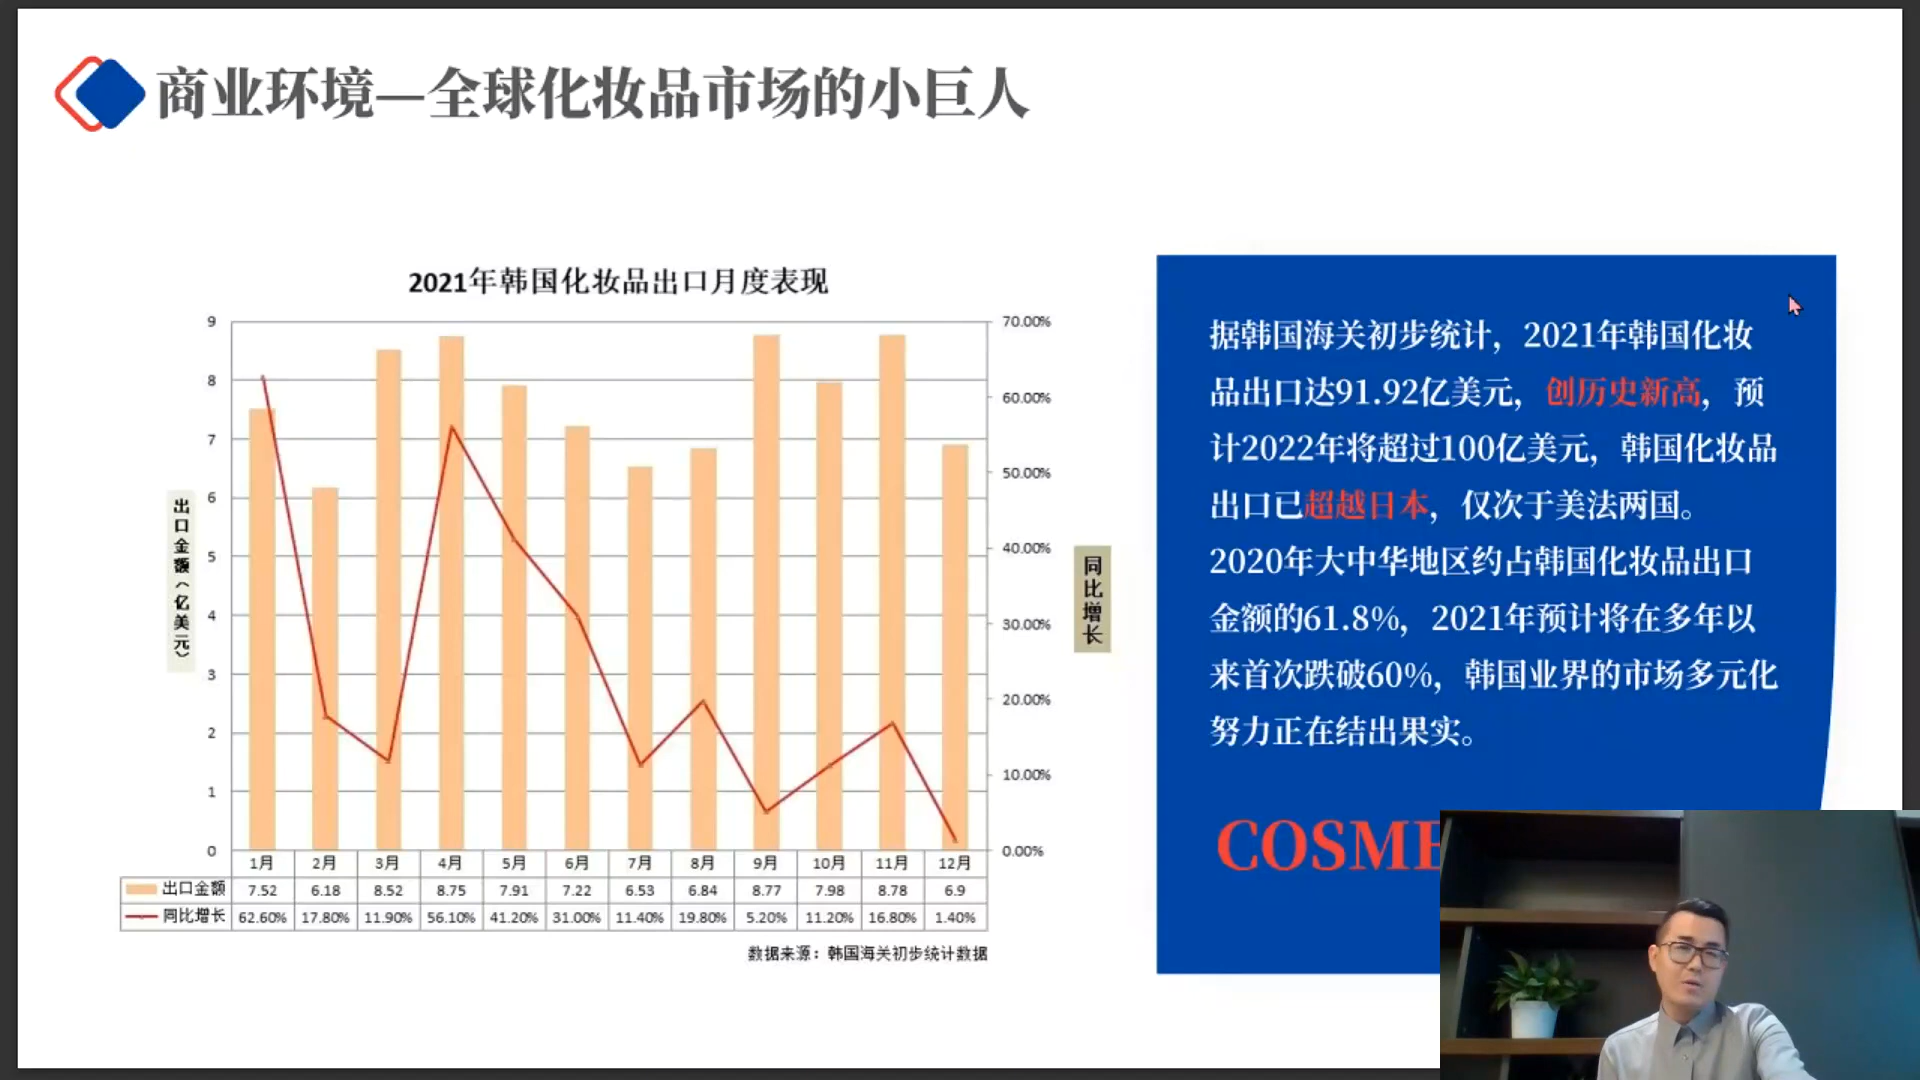 商业环境—全球化妆品市场的小巨人
2021年韩国化妆品出口月度表现
出口金额（亿美元）
9
8
7
6
5
4
3
2
1
0
70.00%
60.00%
50.00%
40.00%
30.00%
20.00%
10.00%
0.00%
同比增长
1月 2月 3月 4月 5月 6月 7月 8月 9月 10月 11月 12月
出口金额 7.52 6.18 8.52 8.75 7.91 7.22 6.53 6.84 8.77 7.98 8.78 6.9
同比增长 62.60% 17.80% 11.90% 56.10% 41.20% 31.00% 11.40% 19.80% 5.20% 11.20% 16.80% 1.40%
数据来源：韩国海关初步统计数据
据韩国海关初步统计，2021年韩国化妆
品出口达91.92亿美元，创历史新高，预
计2022年将超过100亿美元，韩国化妆品
出口已超越日本，仅次于美法两国。
2020年大中华地区约占韩国化妆品出口
金额的61.8%，2021年预计将在多年以
来首次跌破60%，韩国业界的市场多元化
努力正在结出果实。
COSME